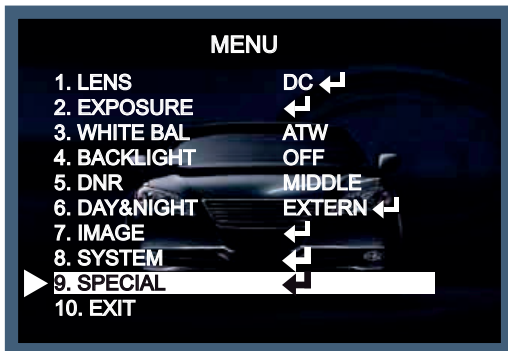 MENU
1. LENS DC ↵
2. EXPOSURE ↵
3. WHITE BAL ATW
4. BACKLIGHT OFF
5. DNR MIDDLE
6. DAY&NIGHT EXTERN ↵
7. IMAGE ↵
8. SYSTEM ↵
9. SPECIAL ↵
10. EXIT